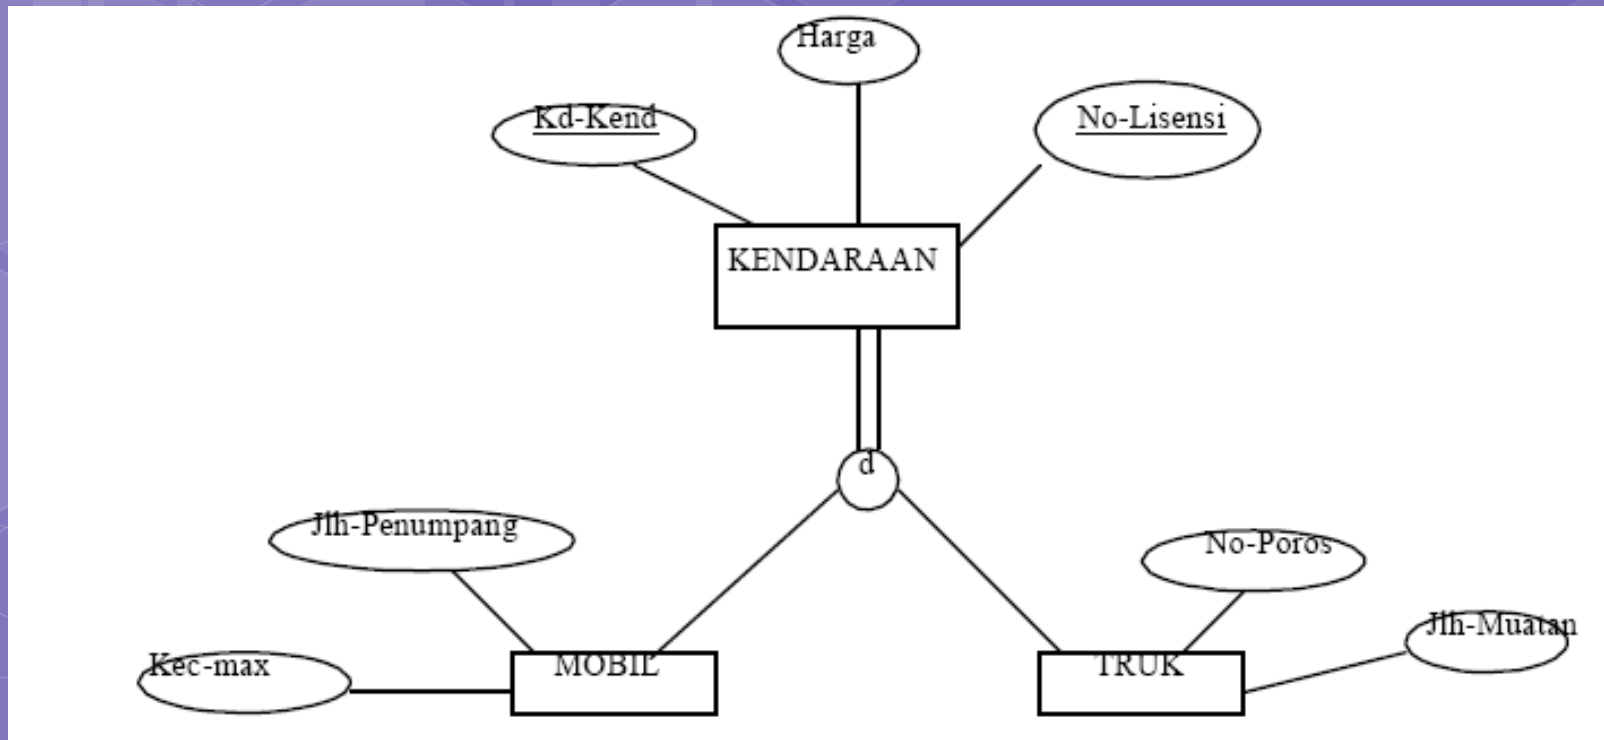 Harga
Kd-Kend
No-Lisensi
KENDARAAN
d
Jlh-Penumpang
No-Poros
Jlh-Muatan
Kec-max
MOBIL
TRUK